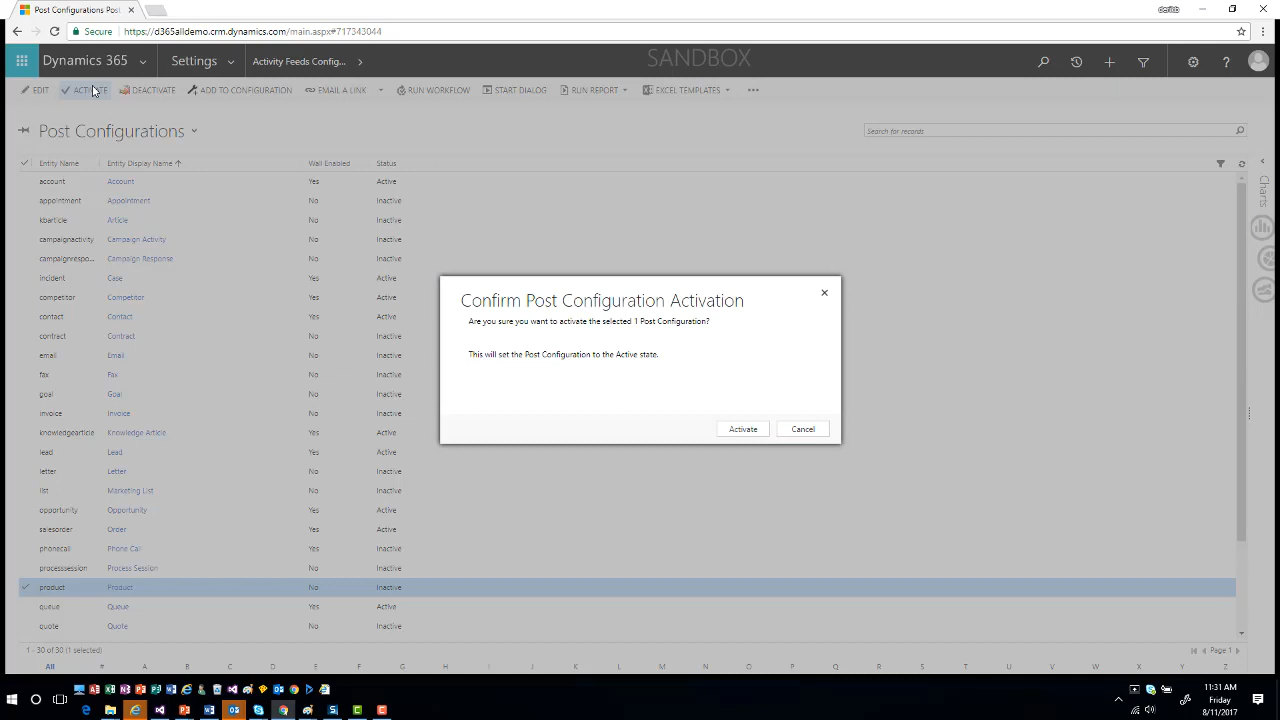 Post Configurations Post
deribb
Secure https://d365alldemo.crm.dynamics.com/main.aspx#717343044
Dynamics 365 Settings Activity Feeds Config... SANDBOX
EDIT ACTIVATE DEACTIVATE ADD TO CONFIGURATION EMAIL A LINK RUN WORKFLOW START DIALOG RUN REPORT EXCEL TEMPLATES
Post Configurations
Search for records
Entity Name Entity Display Name Wall Enabled Status
account Account Yes Active
appointment Appointment No Inactive
kbarticle Article No Inactive
campaignactivity Campaign Activity No Inactive
campaignrespo... Campaign Response No Inactive
incident Case Yes Active
competitor Competitor Yes Active
contact Contact Yes Active
contract Contract No Inactive
email Email No Inactive
fax Fax No Inactive
goal Goal No Inactive
invoice Invoice No Inactive
knowledgearticle Knowledge Article Yes Active
lead Lead Yes Active
letter Letter No Inactive
list Marketing List No Inactive
opportunity Opportunity Yes Active
salesorder Order Yes Active
phonecall Phone Call Yes Inactive
processsession Process Session No Inactive
product Product No Inactive
queue Queue Yes Active
quote Quote No Inactive
Charts
Confirm Post Configuration Activation
Are you sure you want to activate the selected 1 Post Configuration?
This will set the Post Configuration to the Active state.
Activate Cancel
1 - 30 of 30 (1 selected) Page 1
All # A B C D E F G H I J K L M N O P Q R S T U V W X Y Z
11:31 AM
Friday
8/11/2017